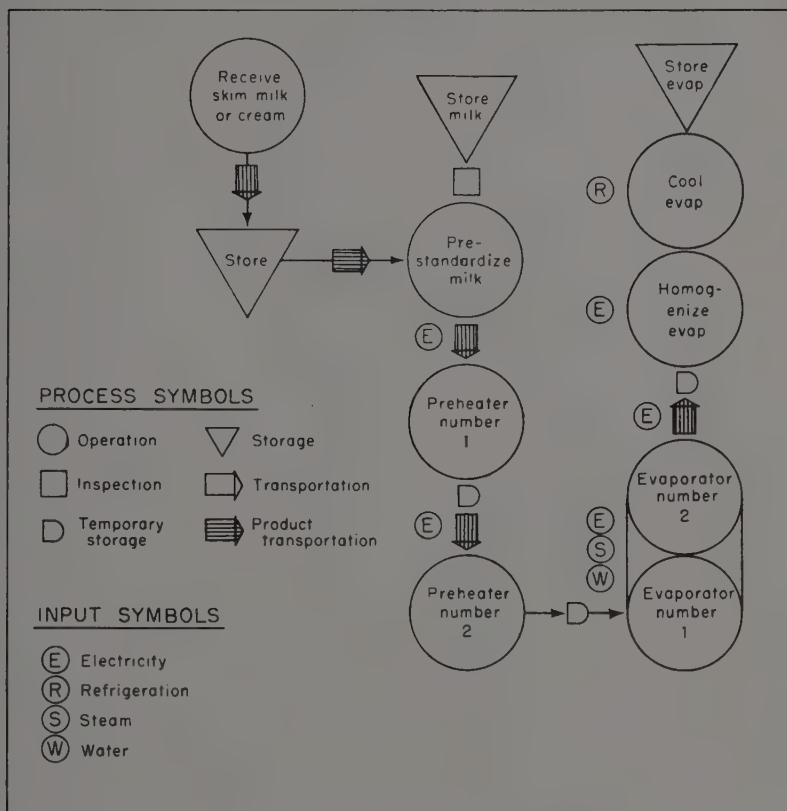 Receive
skim milk
or cream
Store
Store
milk
Pre-
standardize
milk
E
Preheater
number
1
E
Preheater
number
2
Evaporator
number
1
Evaporator
number
2
E
S
W
E
Homog-
enize
evap
E
Cool
evap
R
Store
evap
PROCESS SYMBOLS
Operation
Storage
Inspection
Transportation
Temporary
storage
Product
transportation
INPUT SYMBOLS
E Electricity
R Refrigeration
S Steam
W Water